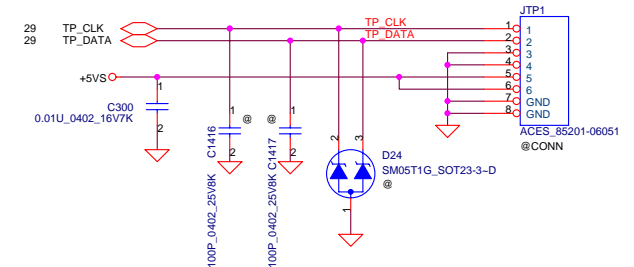 JTP1
29 TP_CLK TP_CLK 1 1
29 TP_DATA TP_DATA 2 2
3 3
4 4
+5VS 5 5
6 6
7 GND
8 GND
ACES_85201-06051
@CONN
1
C300
0.01U_0402_16V7K
2
1
@
C1416
2
100P_0402_25V8K
1
@
C1417
2
100P_0402_25V8K
2 3
D24
SM05T1G_SOT23-3~D
@
1